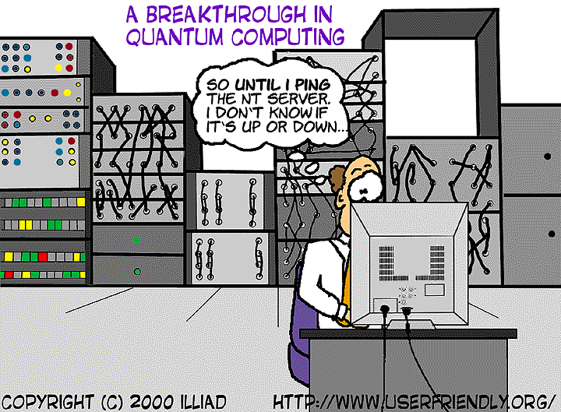 A BREAKTHROUGH IN
QUANTUM COMPUTING
SO UNTIL I PING
THE NT SERVER.
I DON'T KNOW IF
IT'S UP OR DOWN...
COPYRIGHT (C) 2000 ILLIAD
HTTP://WWW.USERFRIENDLY.ORG/